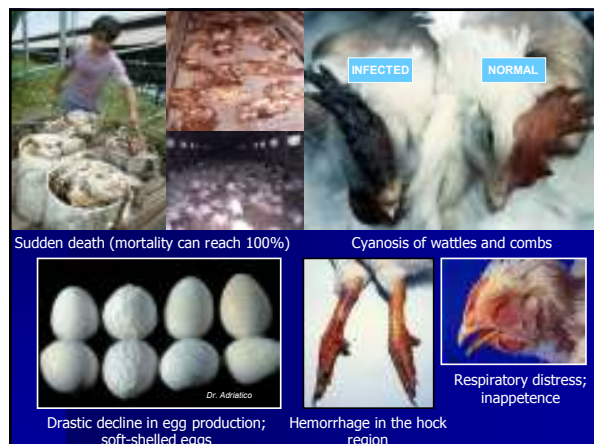 INFECTED
NORMAL
Sudden death (mortality can reach 100%)
Cyanosis of wattles and combs
Dr. Adriatico
Drastic decline in egg production;
soft-shelled eggs
Hemorrhage in the hock
region
Respiratory distress;
inappetence